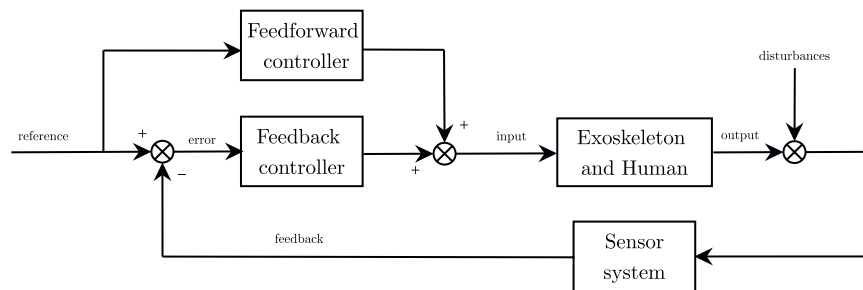 Feedforward
controller
disturbances
reference
+
error
Feedback
controller
+
+
input
Exoskeleton
and Human
output
−
feedback
Sensor
system